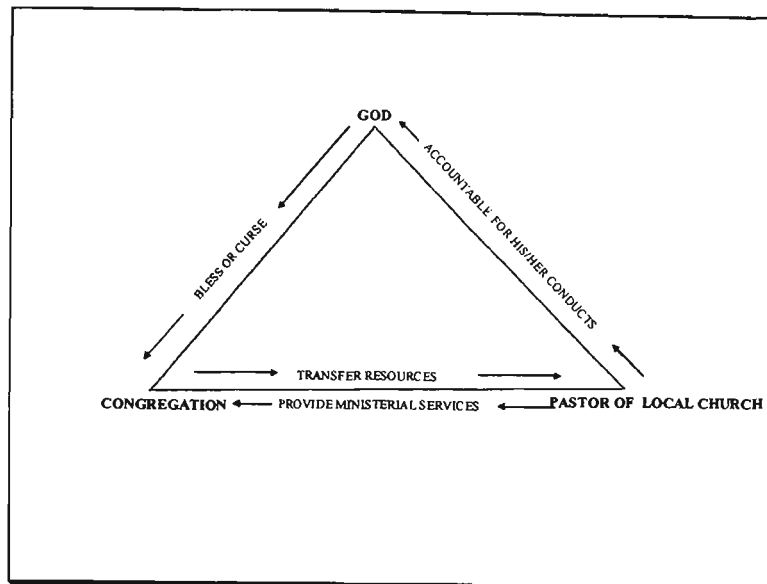 GOD
ACCOUNTABLE FOR HIS/HER CONDUCTS
BLESS OR CURSE
TRANSFER RESOURCES
CONGREGATION
PROVIDE MINISTERIAL SERVICES
PASTOR OF LOCAL CHURCH